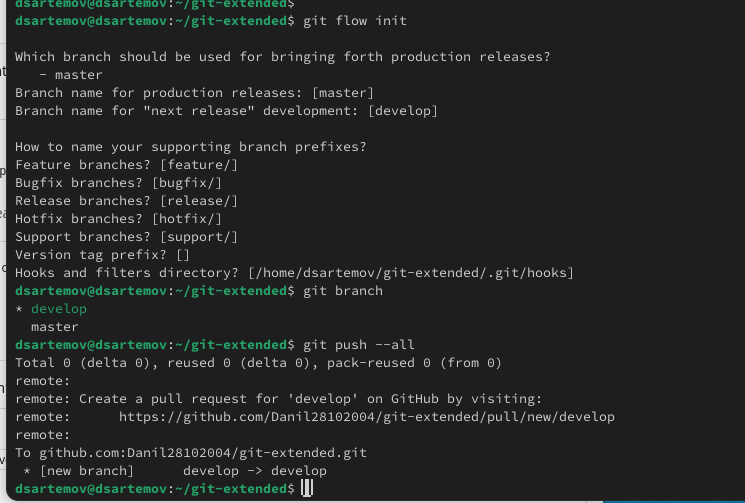 dsartemov@dsartemov:~/git-extended$
dsartemov@dsartemov:~/git-extended$ git flow init

Which branch should be used for bringing forth production releases?
   - master
Branch name for production releases: [master]
Branch name for "next release" development: [develop]

How to name your supporting branch prefixes?
Feature branches? [feature/]
Bugfix branches? [bugfix/]
Release branches? [release/]
Hotfix branches? [hotfix/]
Support branches? [support/]
Version tag prefix? []
Hooks and filters directory? [/home/dsartemov/git-extended/.git/hooks]
dsartemov@dsartemov:~/git-extended$ git branch
* develop
  master
dsartemov@dsartemov:~/git-extended$ git push --all
Total 0 (delta 0), reused 0 (delta 0), pack-reused 0 (from 0)
remote:
remote: Create a pull request for 'develop' on GitHub by visiting:
remote:      https://github.com/Danil28102004/git-extended/pull/new/develop
remote:
To github.com:Danil28102004/git-extended.git
 * [new branch]      develop -> develop
dsartemov@dsartemov:~/git-extended$